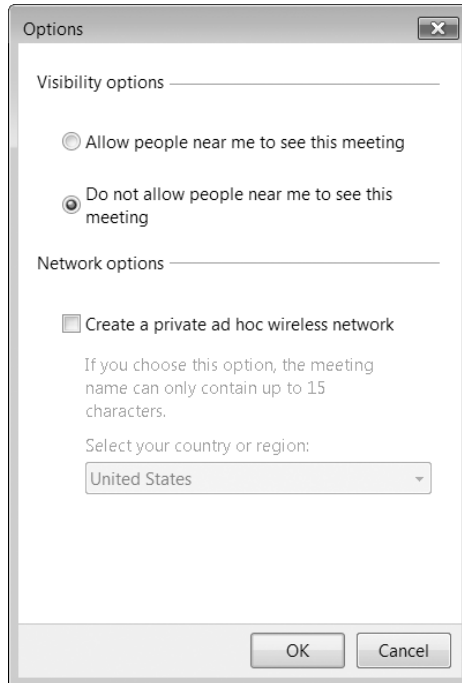 Options
Visibility options
Allow people near me to see this meeting
Do not allow people near me to see this
meeting
Network options
Create a private ad hoc wireless network
If you choose this option, the meeting
name can only contain up to 15
characters.
Select your country or region:
United States
OK Cancel